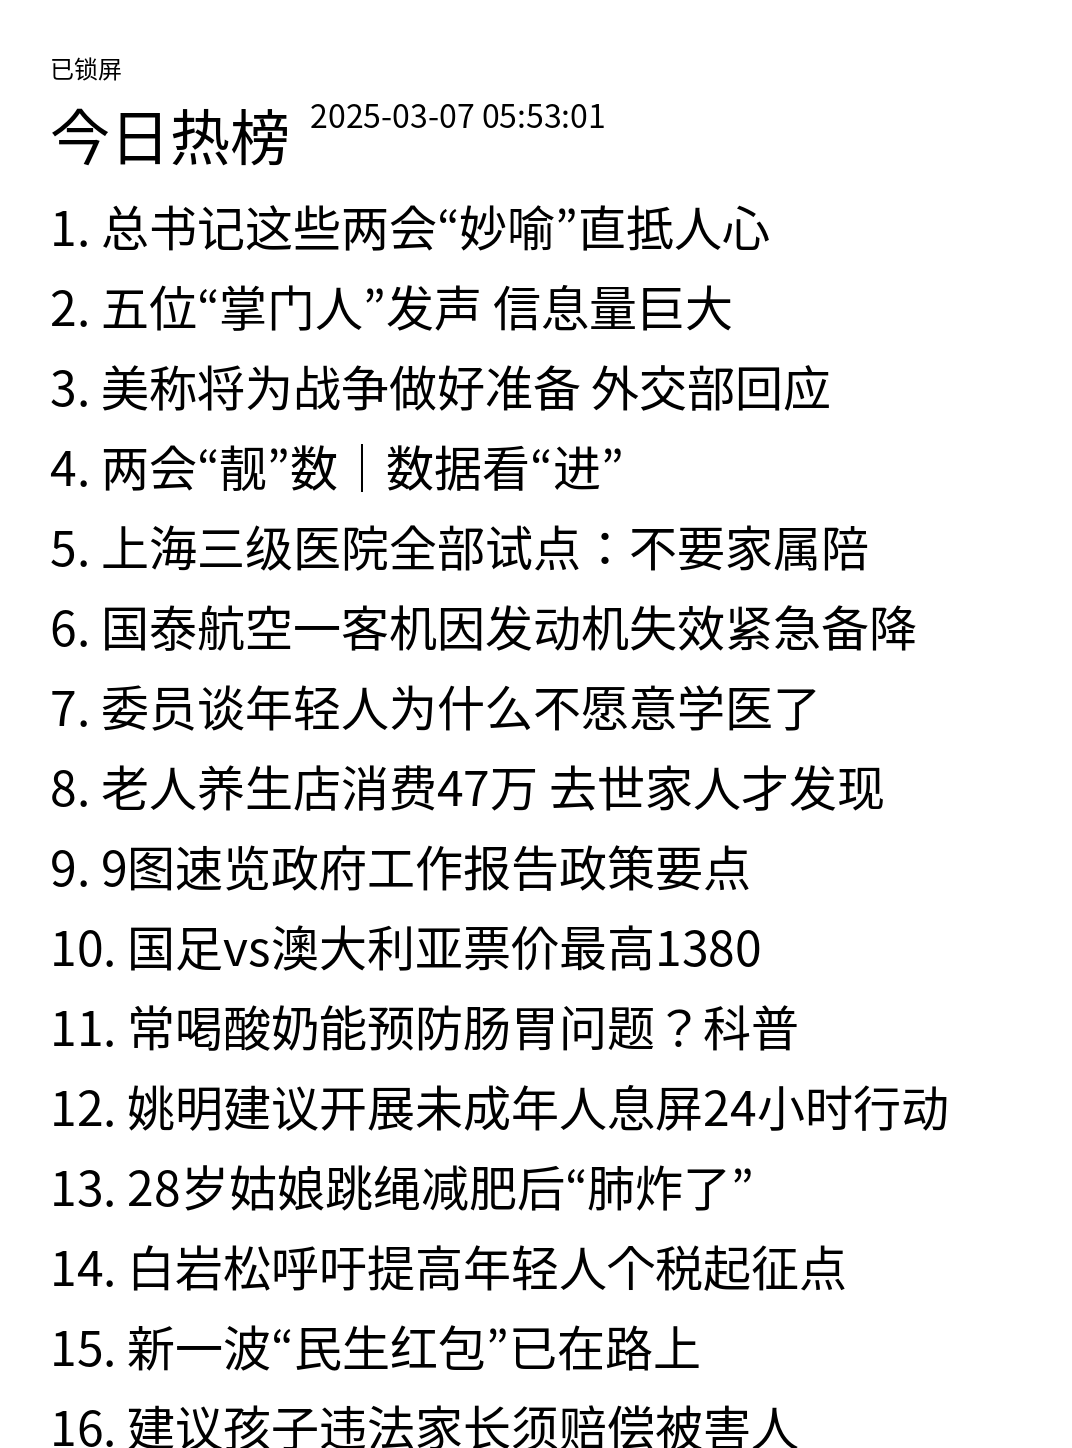 已锁屏
今日热榜 2025-03-07 05:53:01
1. 总书记这些两会“妙喻”直抵人心
2. 五位“掌门人”发声 信息量巨大
3. 美称将为战争做好准备 外交部回应
4. 两会“靓”数｜数据看“进”
5. 上海三级医院全部试点：不要家属陪
6. 国泰航空一客机因发动机失效紧急备降
7. 委员谈年轻人为什么不愿意学医了
8. 老人养生店消费47万 去世家人才发现
9. 9图速览政府工作报告政策要点
10. 国足vs澳大利亚票价最高1380
11. 常喝酸奶能预防肠胃问题？科普
12. 姚明建议开展未成年人息屏24小时行动
13. 28岁姑娘跳绳减肥后“肺炸了”
14. 白岩松呼吁提高年轻人个税起征点
15. 新一波“民生红包”已在路上
16. 建议孩子违法家长须赔偿被害人